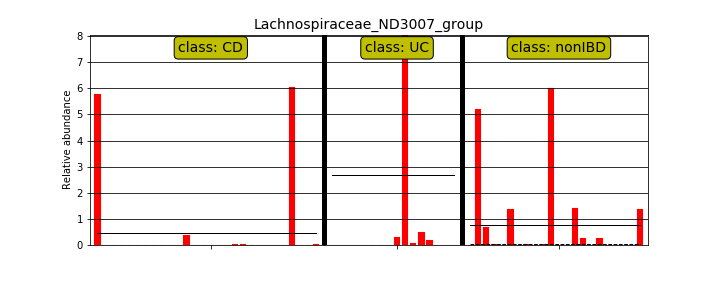 Lachnospiraceae_ND3007_group
class: CD
class: UC
class: nonIBD
Relative abundance
8
7
6
5
4
3
2
1
0